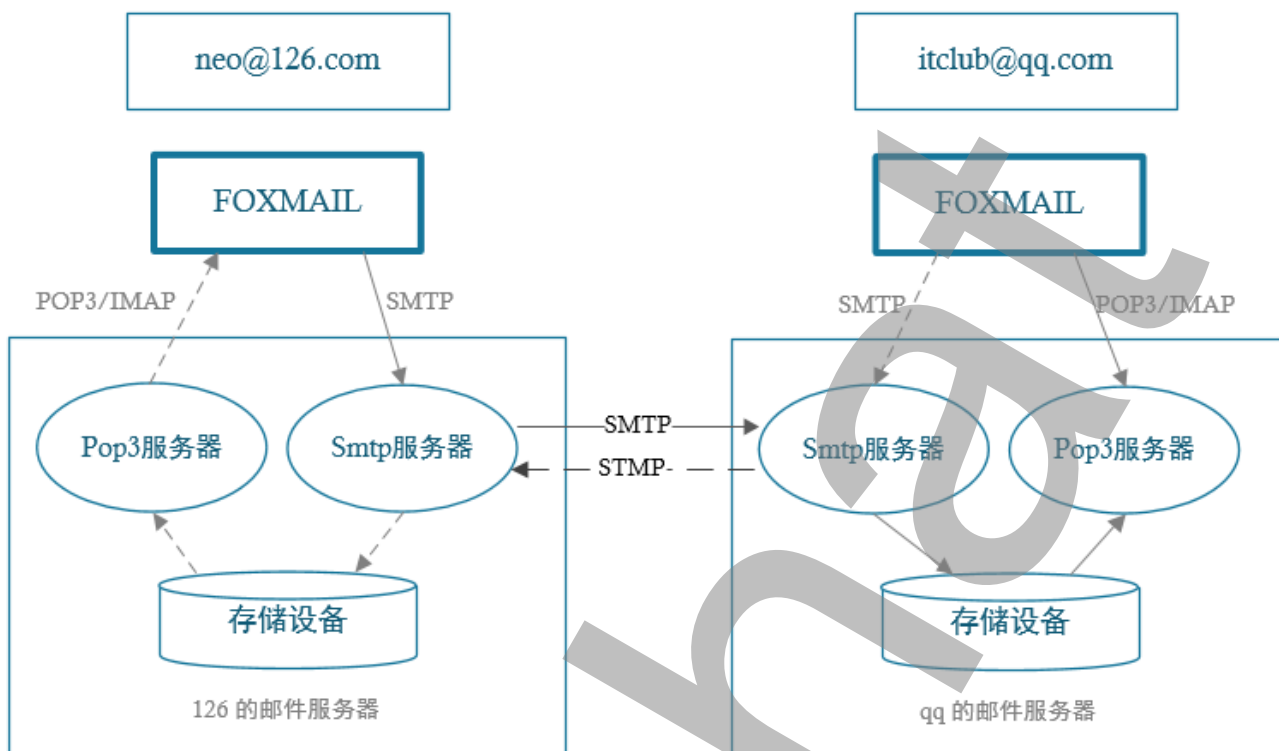 neo@126.com
itclub@qq.com
FOXMAIL
FOXMAIL
POP3/IMAP
SMTP
SMTP
POP3/IMAP
Pop3服务器
Smtp服务器
SMTP
STMP-
Smtp服务器
Pop3服务器
存储设备
存储设备
126 的邮件服务器
qq 的邮件服务器
hat